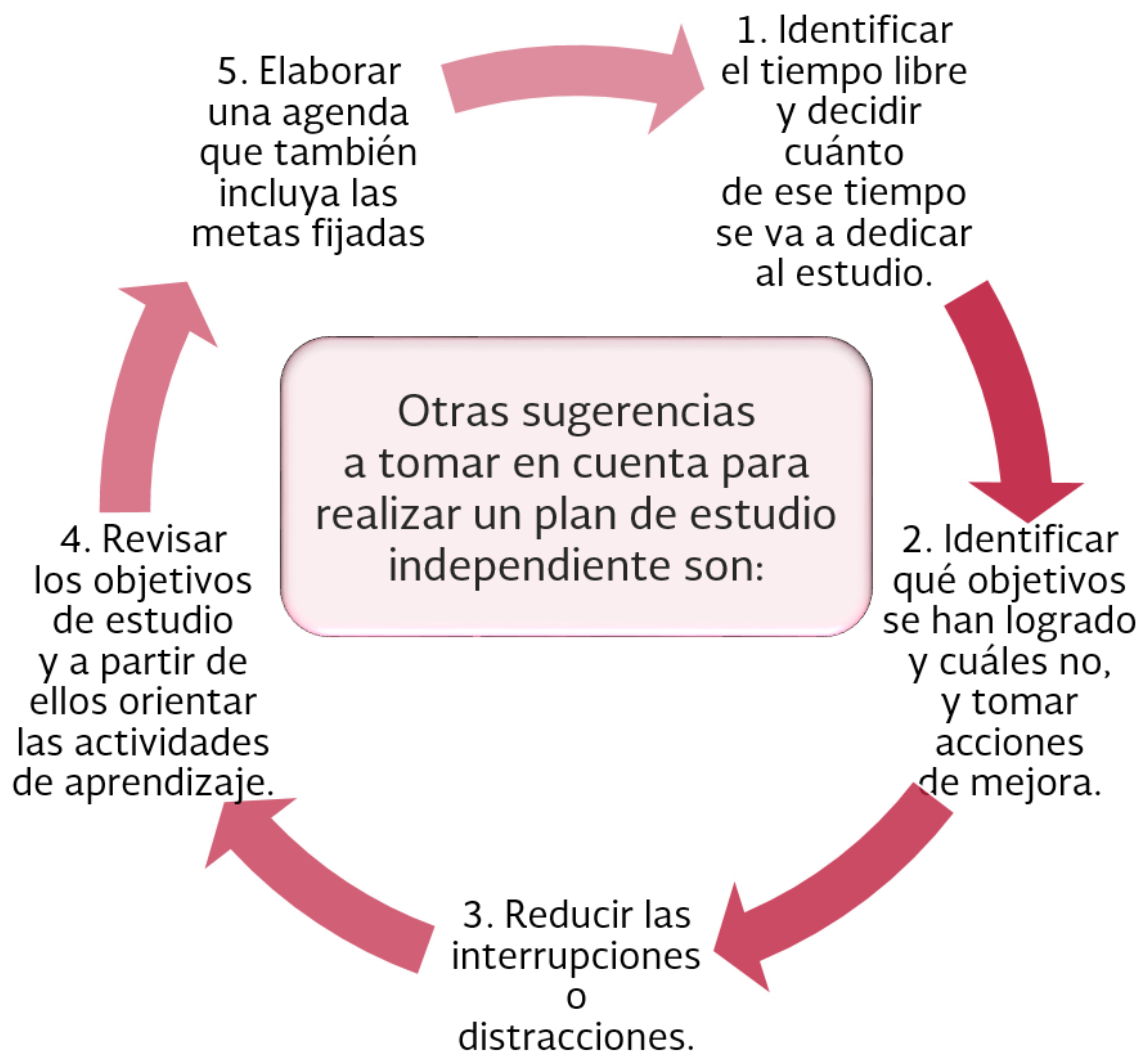 Otras sugerencias
a tomar en cuenta para
realizar un plan de estudio
independiente son:
1. Identificar
el tiempo libre
y decidir
cuánto
de ese tiempo
se va a dedicar
al estudio.
2. Identificar
qué objetivos
se han logrado
y cuáles no,
y tomar
acciones
de mejora.
3. Reducir las
interrupciones
o
distracciones.
4. Revisar
los objetivos
de estudio
y a partir de
ellos orientar
las actividades
de aprendizaje.
5. Elaborar
una agenda
que también
incluya las
metas fijadas